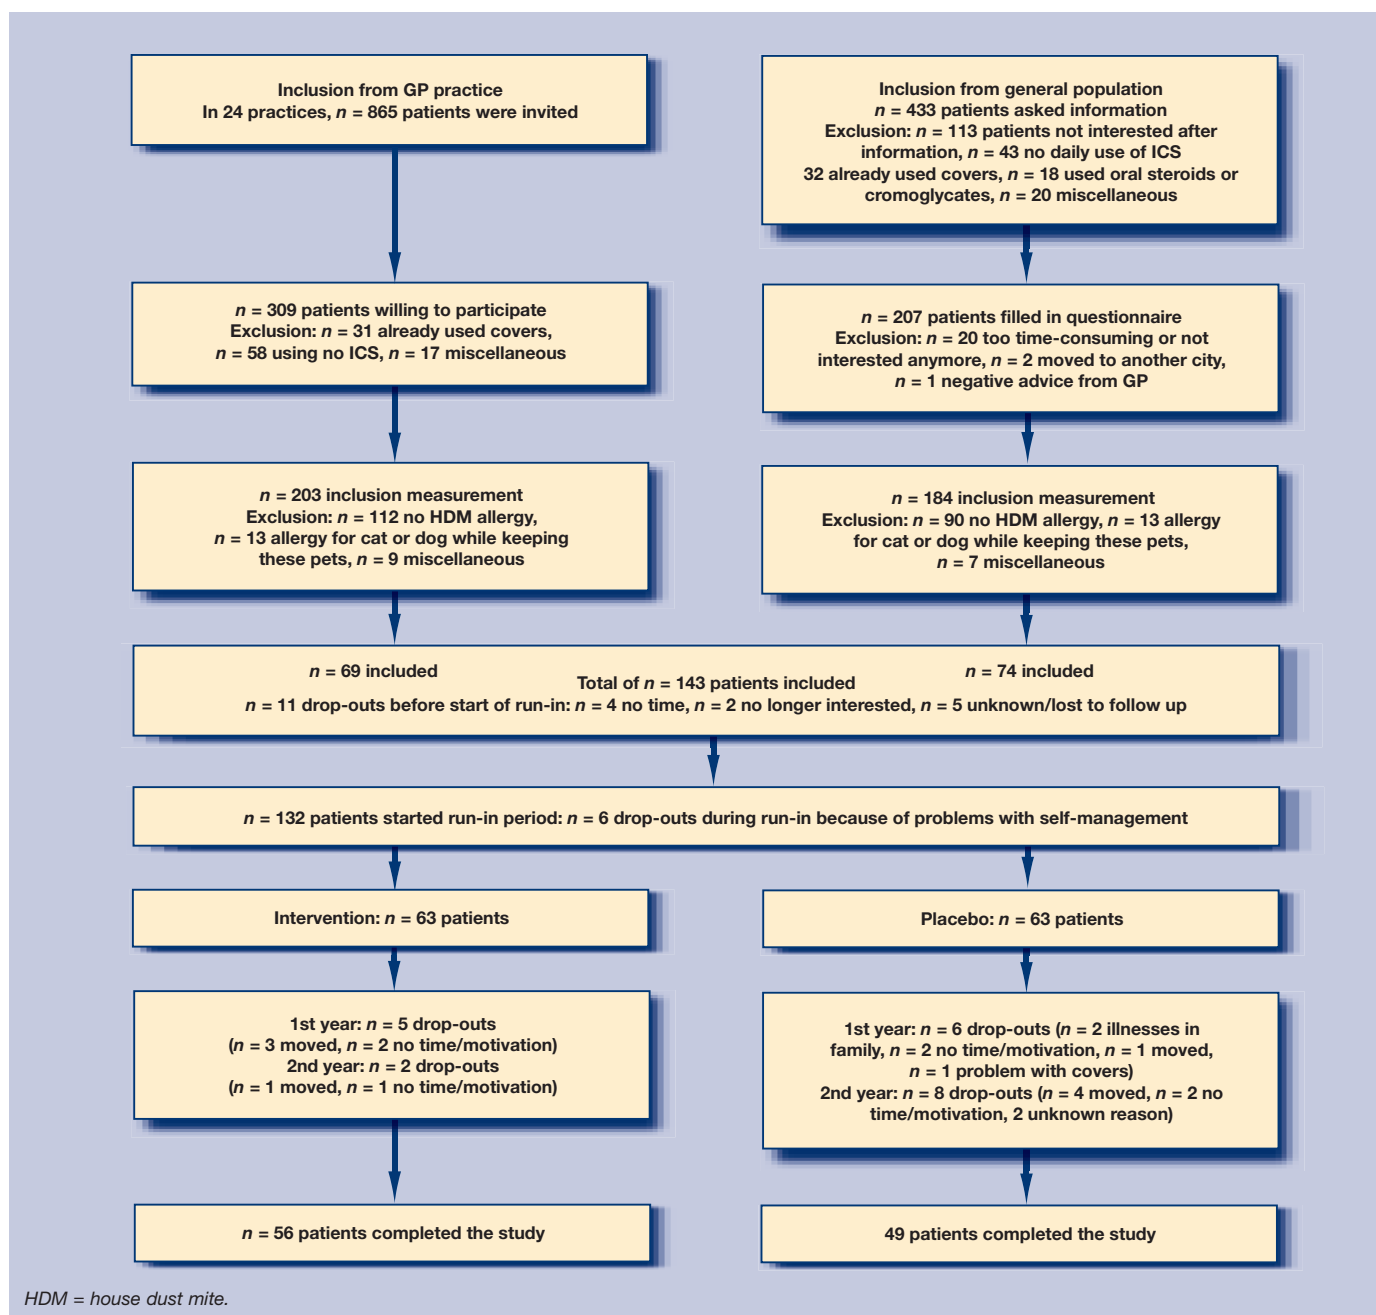 Inclusion from GP practice
In 24 practices, n = 865 patients were invited
Inclusion from general population
n = 433 patients asked information
Exclusion: n = 113 patients not interested after
information, n = 43 no daily use of ICS
32 already used covers, n = 18 used oral steroids or
cromoglycates, n = 20 miscellaneous
n = 309 patients willing to participate
Exclusion: n = 31 already used covers,
n = 58 using no ICS, n = 17 miscellaneous
n = 207 patients filled in questionnaire
Exclusion: n = 20 too time-consuming or not
interested anymore, n = 2 moved to another city,
n = 1 negative advice from GP
n = 203 inclusion measurement
Exclusion: n = 112 no HDM allergy,
n = 13 allergy for cat or dog while keeping
these pets, n = 9 miscellaneous
n = 184 inclusion measurement
Exclusion: n = 90 no HDM allergy, n = 13 allergy
for cat or dog while keeping these pets,
n = 7 miscellaneous
n = 69 included
n = 74 included
Total of n = 143 patients included
n = 11 drop-outs before start of run-in: n = 4 no time, n = 2 no longer interested, n = 5 unknown/lost to follow up
n = 132 patients started run-in period: n = 6 drop-outs during run-in because of problems with self-management
Intervention: n = 63 patients
Placebo: n = 63 patients
1st year: n = 5 drop-outs
(n = 3 moved, n = 2 no time/motivation)
2nd year: n = 2 drop-outs
(n = 1 moved, n = 1 no time/motivation)
1st year: n = 6 drop-outs (n = 2 illnesses in
family, n = 2 no time/motivation, n = 1 moved,
n = 1 problem with covers)
2nd year: n = 8 drop-outs (n = 4 moved, n = 2 no
time/motivation, 2 unknown reason)
n = 56 patients completed the study
49 patients completed the study
HDM = house dust mite.